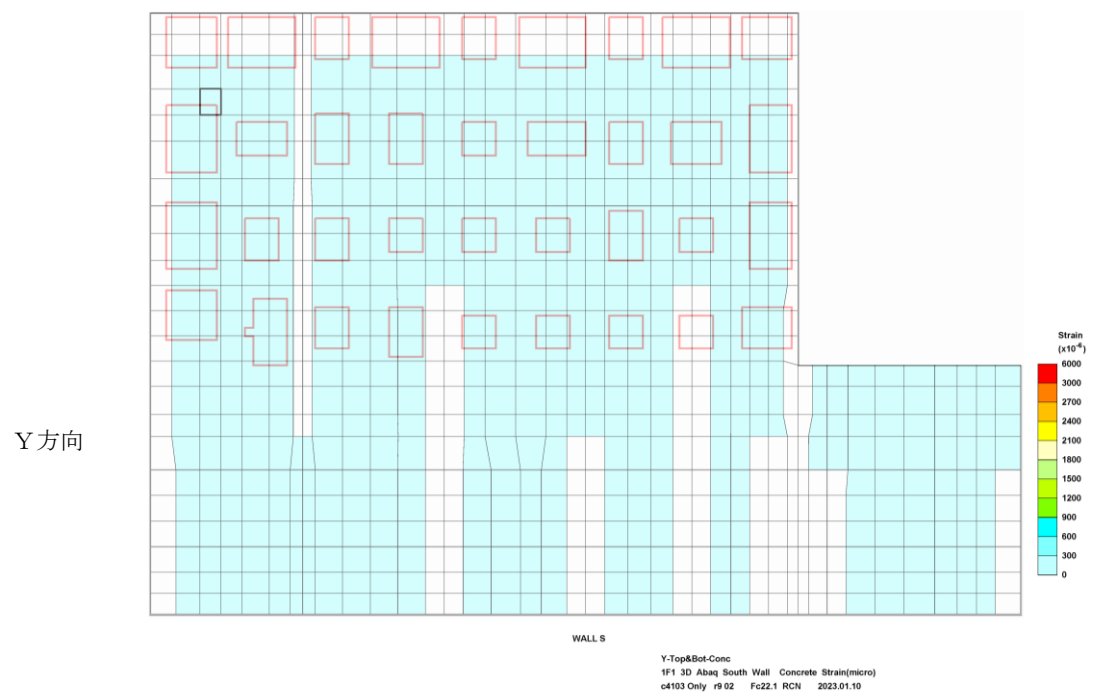 Strain
(x10⁻⁶)
6000
3000
2700
2400
2100
1800
1500
1200
900
600
300
0
Ｙ方向
WALL S
Y-Top&Bot-Conc
1F1 3D Abaq South Wall Concrete Strain(micro)
c4103 Only r9 02 Fc22.1 RCN 2023.01.10